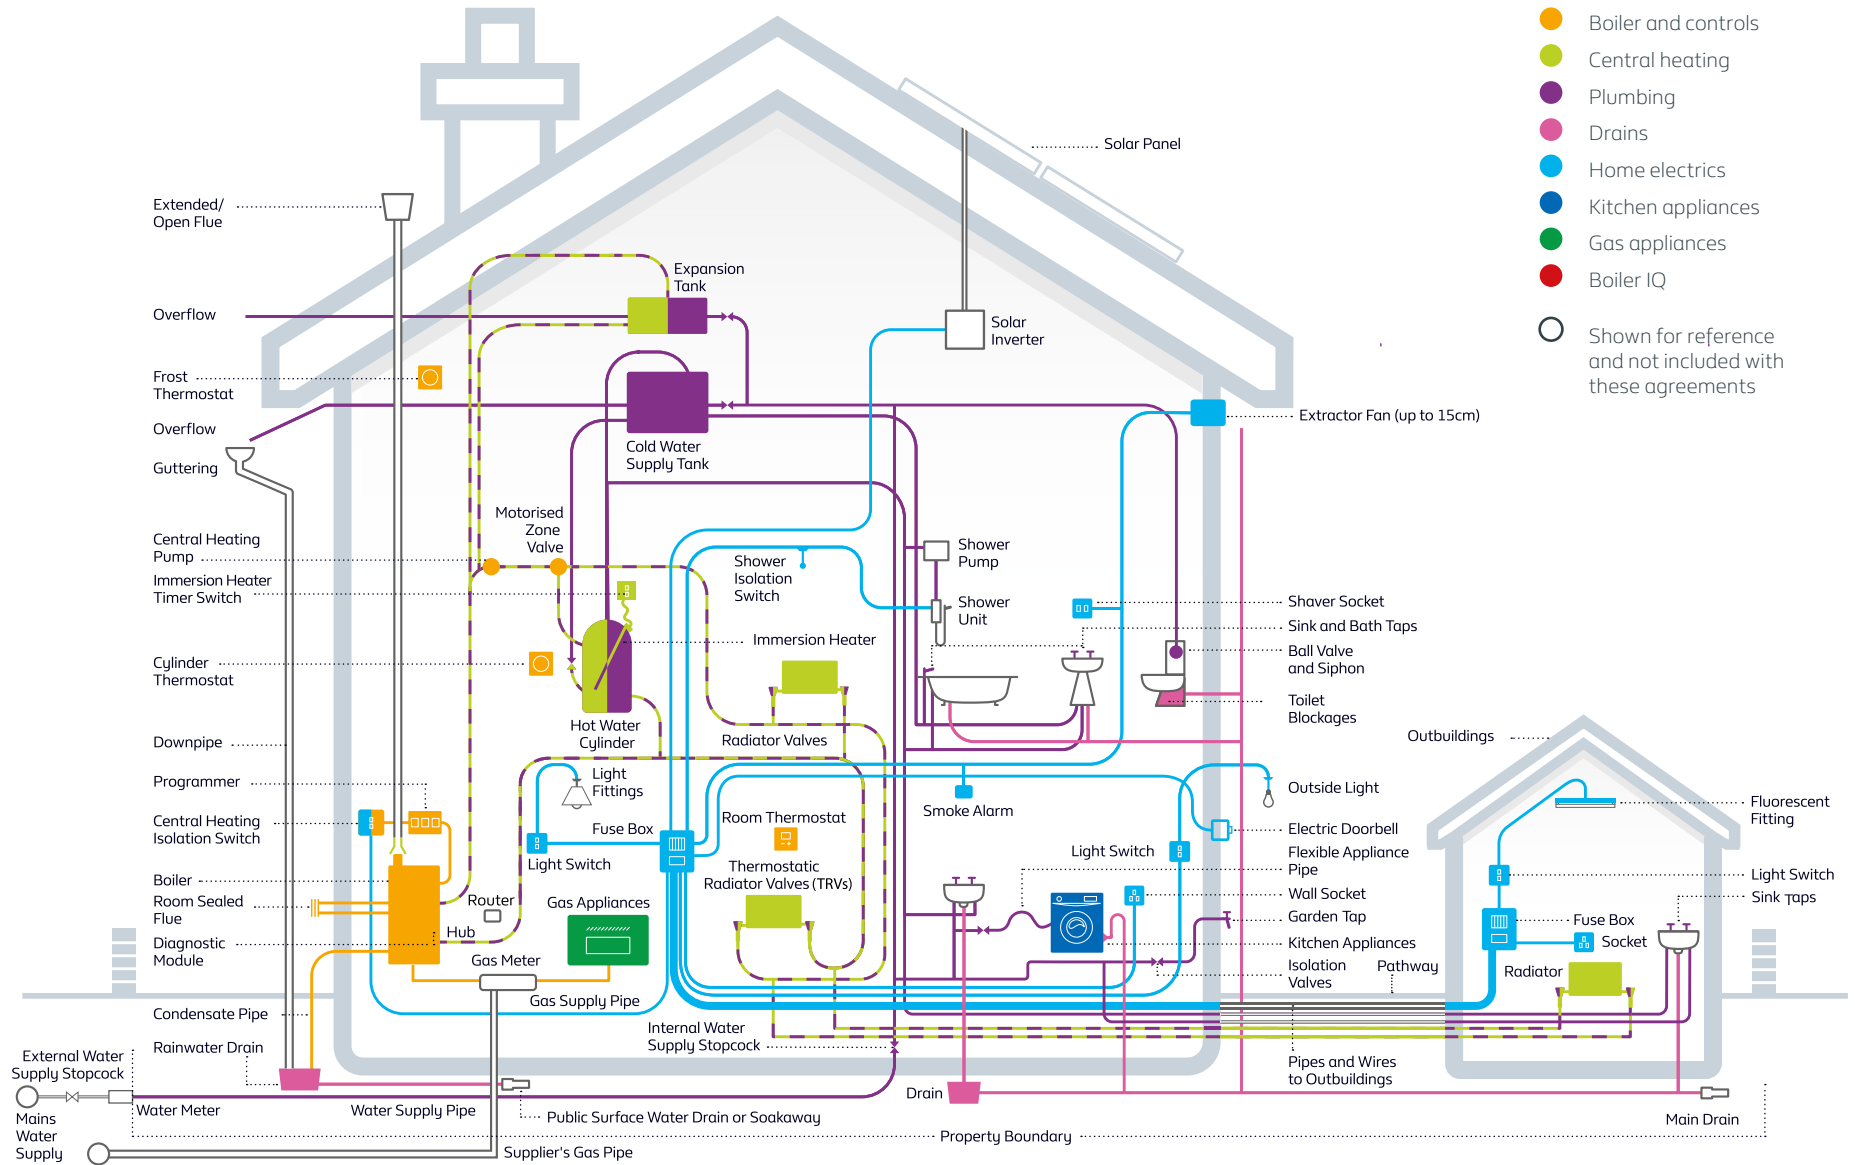 Boiler and controls
Central heating
Plumbing
Drains
Home electrics
Kitchen appliances
Gas appliances
Boiler IQ
Shown for reference
and not included with
these agreements
Solar Panel
Extended/
Open Flue
Expansion
Tank
Overflow
Solar
Inverter
Frost
Thermostat
Overflow
Extractor Fan (up to 15cm)
Guttering
Cold Water
Supply Tank
Motorised
Zone
Valve
Central Heating
Pump
Immersion Heater
Timer Switch
Shower
Isolation
Switch
Shower
Pump
Shower
Unit
Shaver Socket
Sink and Bath Taps
Immersion Heater
Ball Valve
and Siphon
Cylinder
Thermostat
Toilet
Blockages
Hot Water
Cylinder
Radiator Valves
Downpipe
Outbuildings
Programmer
Light
Fittings
Outside Light
Smoke Alarm
Fluorescent
Fitting
Central Heating
Isolation Switch
Fuse Box
Room Thermostat
Electric Doorbell
Light Switch
Light Switch
Flexible Appliance
Pipe
Thermostatic
Radiator Valves (TRVs)
Boiler
Light Switch
Room Sealed
Flue
Router
Gas Appliances
Wall Socket
Sink Taps
Garden Tap
Fuse Box
Hub
Diagnostic
Module
Kitchen Appliances
Socket
Gas Meter
Isolation
Valves
Pathway
Radiator
Gas Supply Pipe
Condensate Pipe
Internal Water
Supply Stopcock
Rainwater Drain
External Water
Supply Stopcock
Pipes and Wires
to Outbuildings
Drain
Water Meter
Water Supply Pipe
Public Surface Water Drain or Soakaway
Main Drain
Mains
Water
Supply
Property Boundary
Supplier's Gas Pipe